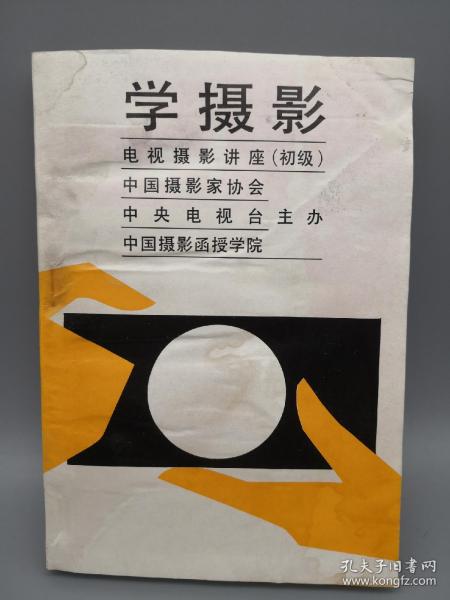 学摄影
电视摄影讲座(初级)
中国摄影家协会
中央电视台主办
中国摄影函授学院
孔夫子旧书网
www.kongfz.com